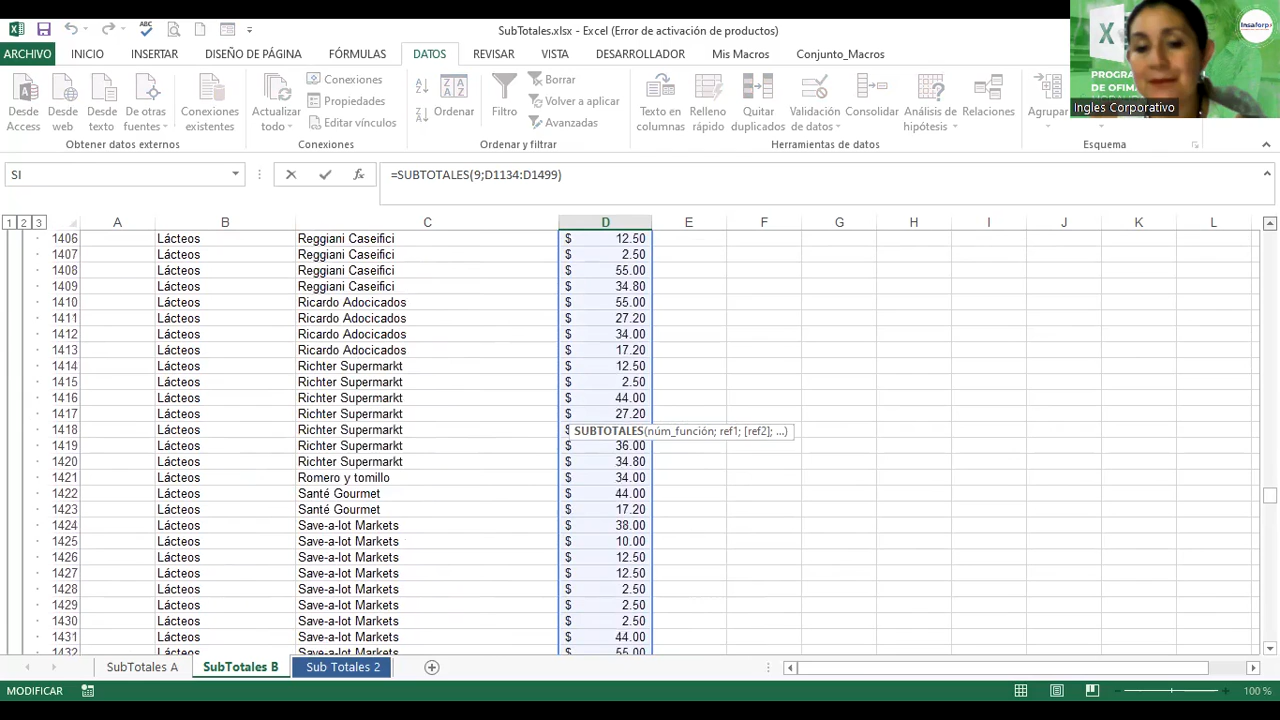 SubTotales.xlsx - Excel (Error de activación de productos)
ARCHIVO INICIO INSERTAR DISEÑO DE PÁGINA FÓRMULAS DATOS REVISAR VISTA DESARROLLADOR Mis Macros Conjunto_Macros
Desde Access
Desde web
Desde texto
De otras fuentes
Obtener datos externos
Conexiones existentes
Actualizar todo
Conexiones
Propiedades
Editar vínculos
Conexiones
Ordenar
Filtro
Borrar
Volver a aplicar
Avanzadas
Ordenar y filtrar
Texto en columnas
Relleno rápido
Quitar duplicados
Validación de datos
Consolidar
Análisis de hipótesis
Relaciones
Herramientas de datos
Agrupar
Esquema
PROGRA
DE OFIM
Insaforp
Ingles Corporativo
SI =SUBTOTALES(9;D1134:D1499)
1 2 3 A B C D E F G H I J K L
1406 Lácteos Reggiani Caseifici $ 12.50
1407 Lácteos Reggiani Caseifici $ 2.50
1408 Lácteos Reggiani Caseifici $ 55.00
1409 Lácteos Reggiani Caseifici $ 34.80
1410 Lácteos Ricardo Adocicados $ 55.00
1411 Lácteos Ricardo Adocicados $ 27.20
1412 Lácteos Ricardo Adocicados $ 34.00
1413 Lácteos Ricardo Adocicados $ 17.20
1414 Lácteos Richter Supermarkt $ 12.50
1415 Lácteos Richter Supermarkt $ 2.50
1416 Lácteos Richter Supermarkt $ 44.00
1417 Lácteos Richter Supermarkt $ 27.20
1418 Lácteos Richter Supermarkt SUBTOTALES(núm_función; ref1; [ref2]; ...)
1419 Lácteos Richter Supermarkt $ 36.00
1420 Lácteos Richter Supermarkt $ 34.80
1421 Lácteos Romero y tomillo $ 34.00
1422 Lácteos Santé Gourmet $ 44.00
1423 Lácteos Santé Gourmet $ 17.20
1424 Lácteos Save-a-lot Markets $ 38.00
1425 Lácteos Save-a-lot Markets $ 10.00
1426 Lácteos Save-a-lot Markets $ 12.50
1427 Lácteos Save-a-lot Markets $ 12.50
1428 Lácteos Save-a-lot Markets $ 2.50
1429 Lácteos Save-a-lot Markets $ 2.50
1430 Lácteos Save-a-lot Markets $ 2.50
1431 Lácteos Save-a-lot Markets $ 44.00
1432 Lácteos Save-a-lot Markets $ 55.00
SubTotales A SubTotales B Sub Totales 2
MODIFICAR 100 %